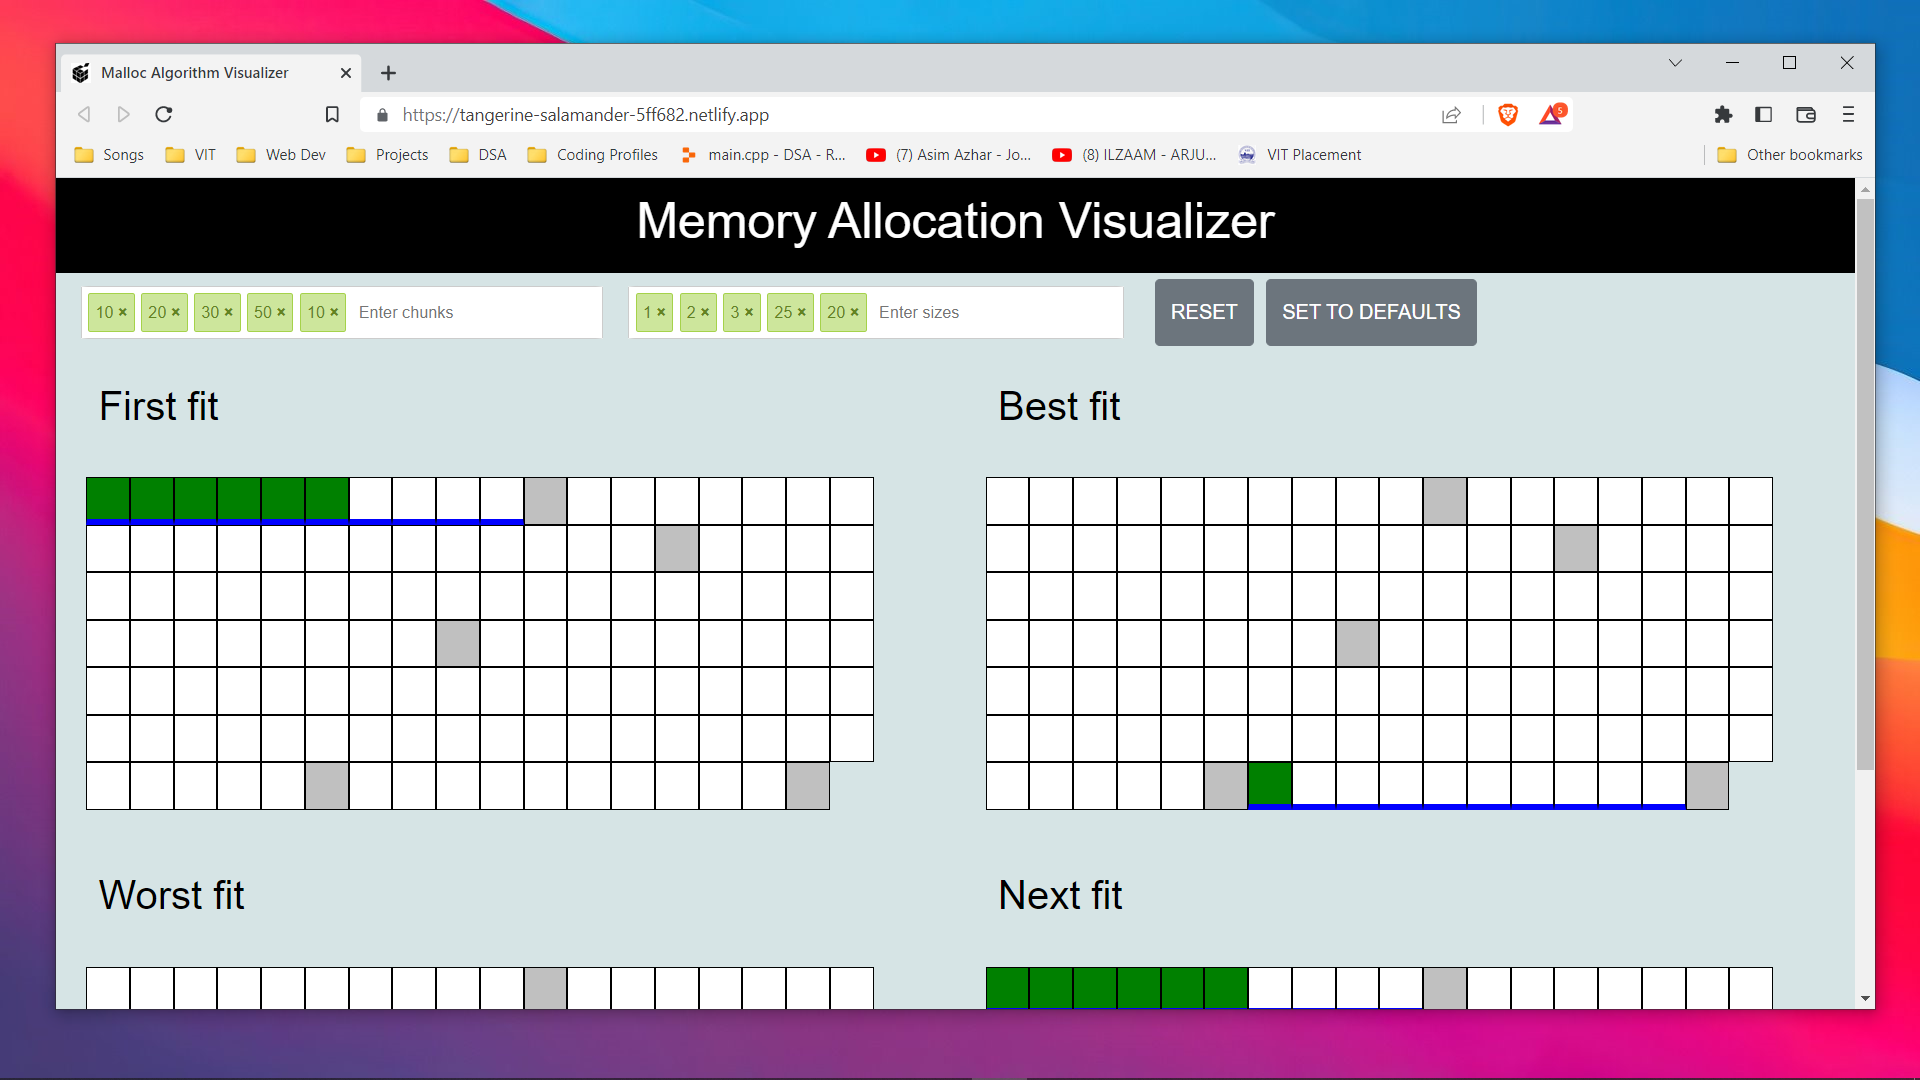 Malloc Algorithm Visualizer
https://tangerine-salamander-5ff682.netlify.app
5
Songs VIT Web Dev Projects DSA Coding Profiles main.cpp - DSA - R... (7) Asim Azhar - Jo... (8) ILZAAM - ARJU... VIT Placement Other bookmarks
Memory Allocation Visualizer
10 × 20 × 30 × 50 × 10 × Enter chunks 1 × 2 × 3 × 25 × 20 × Enter sizes RESET SET TO DEFAULTS
First fit Best fit
Worst fit Next fit